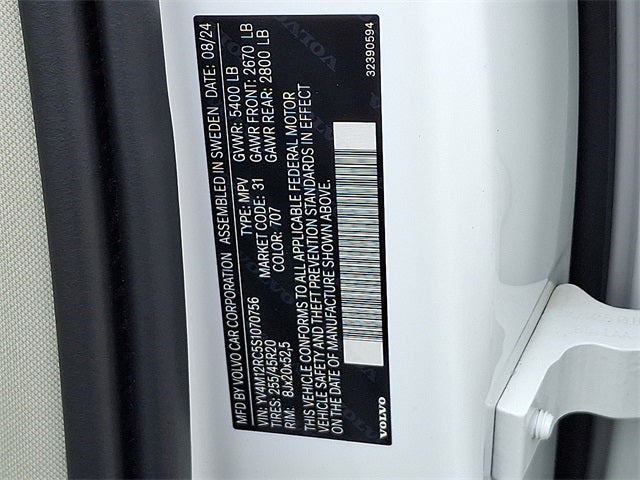 MFD BY VOLVO CAR CORPORATION ASSEMBLED IN SWEDEN DATE: 08/24
VIN: YV4M12RC5S1070756 TYPE: MPV GVWR: 5400 LB
TIRES: 255/45R20 MARKET CODE: 31 GAWR FRONT: 2670 LB
RIM: 8Jx20x52,5 COLOR: 707 GAWR REAR: 2800 LB
THIS VEHICLE CONFORMS TO ALL APPLICABLE FEDERAL MOTOR
VEHICLE SAFETY AND THEFT PREVENTION STANDARDS IN EFFECT
ON THE DATE OF MANUFACTURE SHOWN ABOVE.
VOLVO 32390594